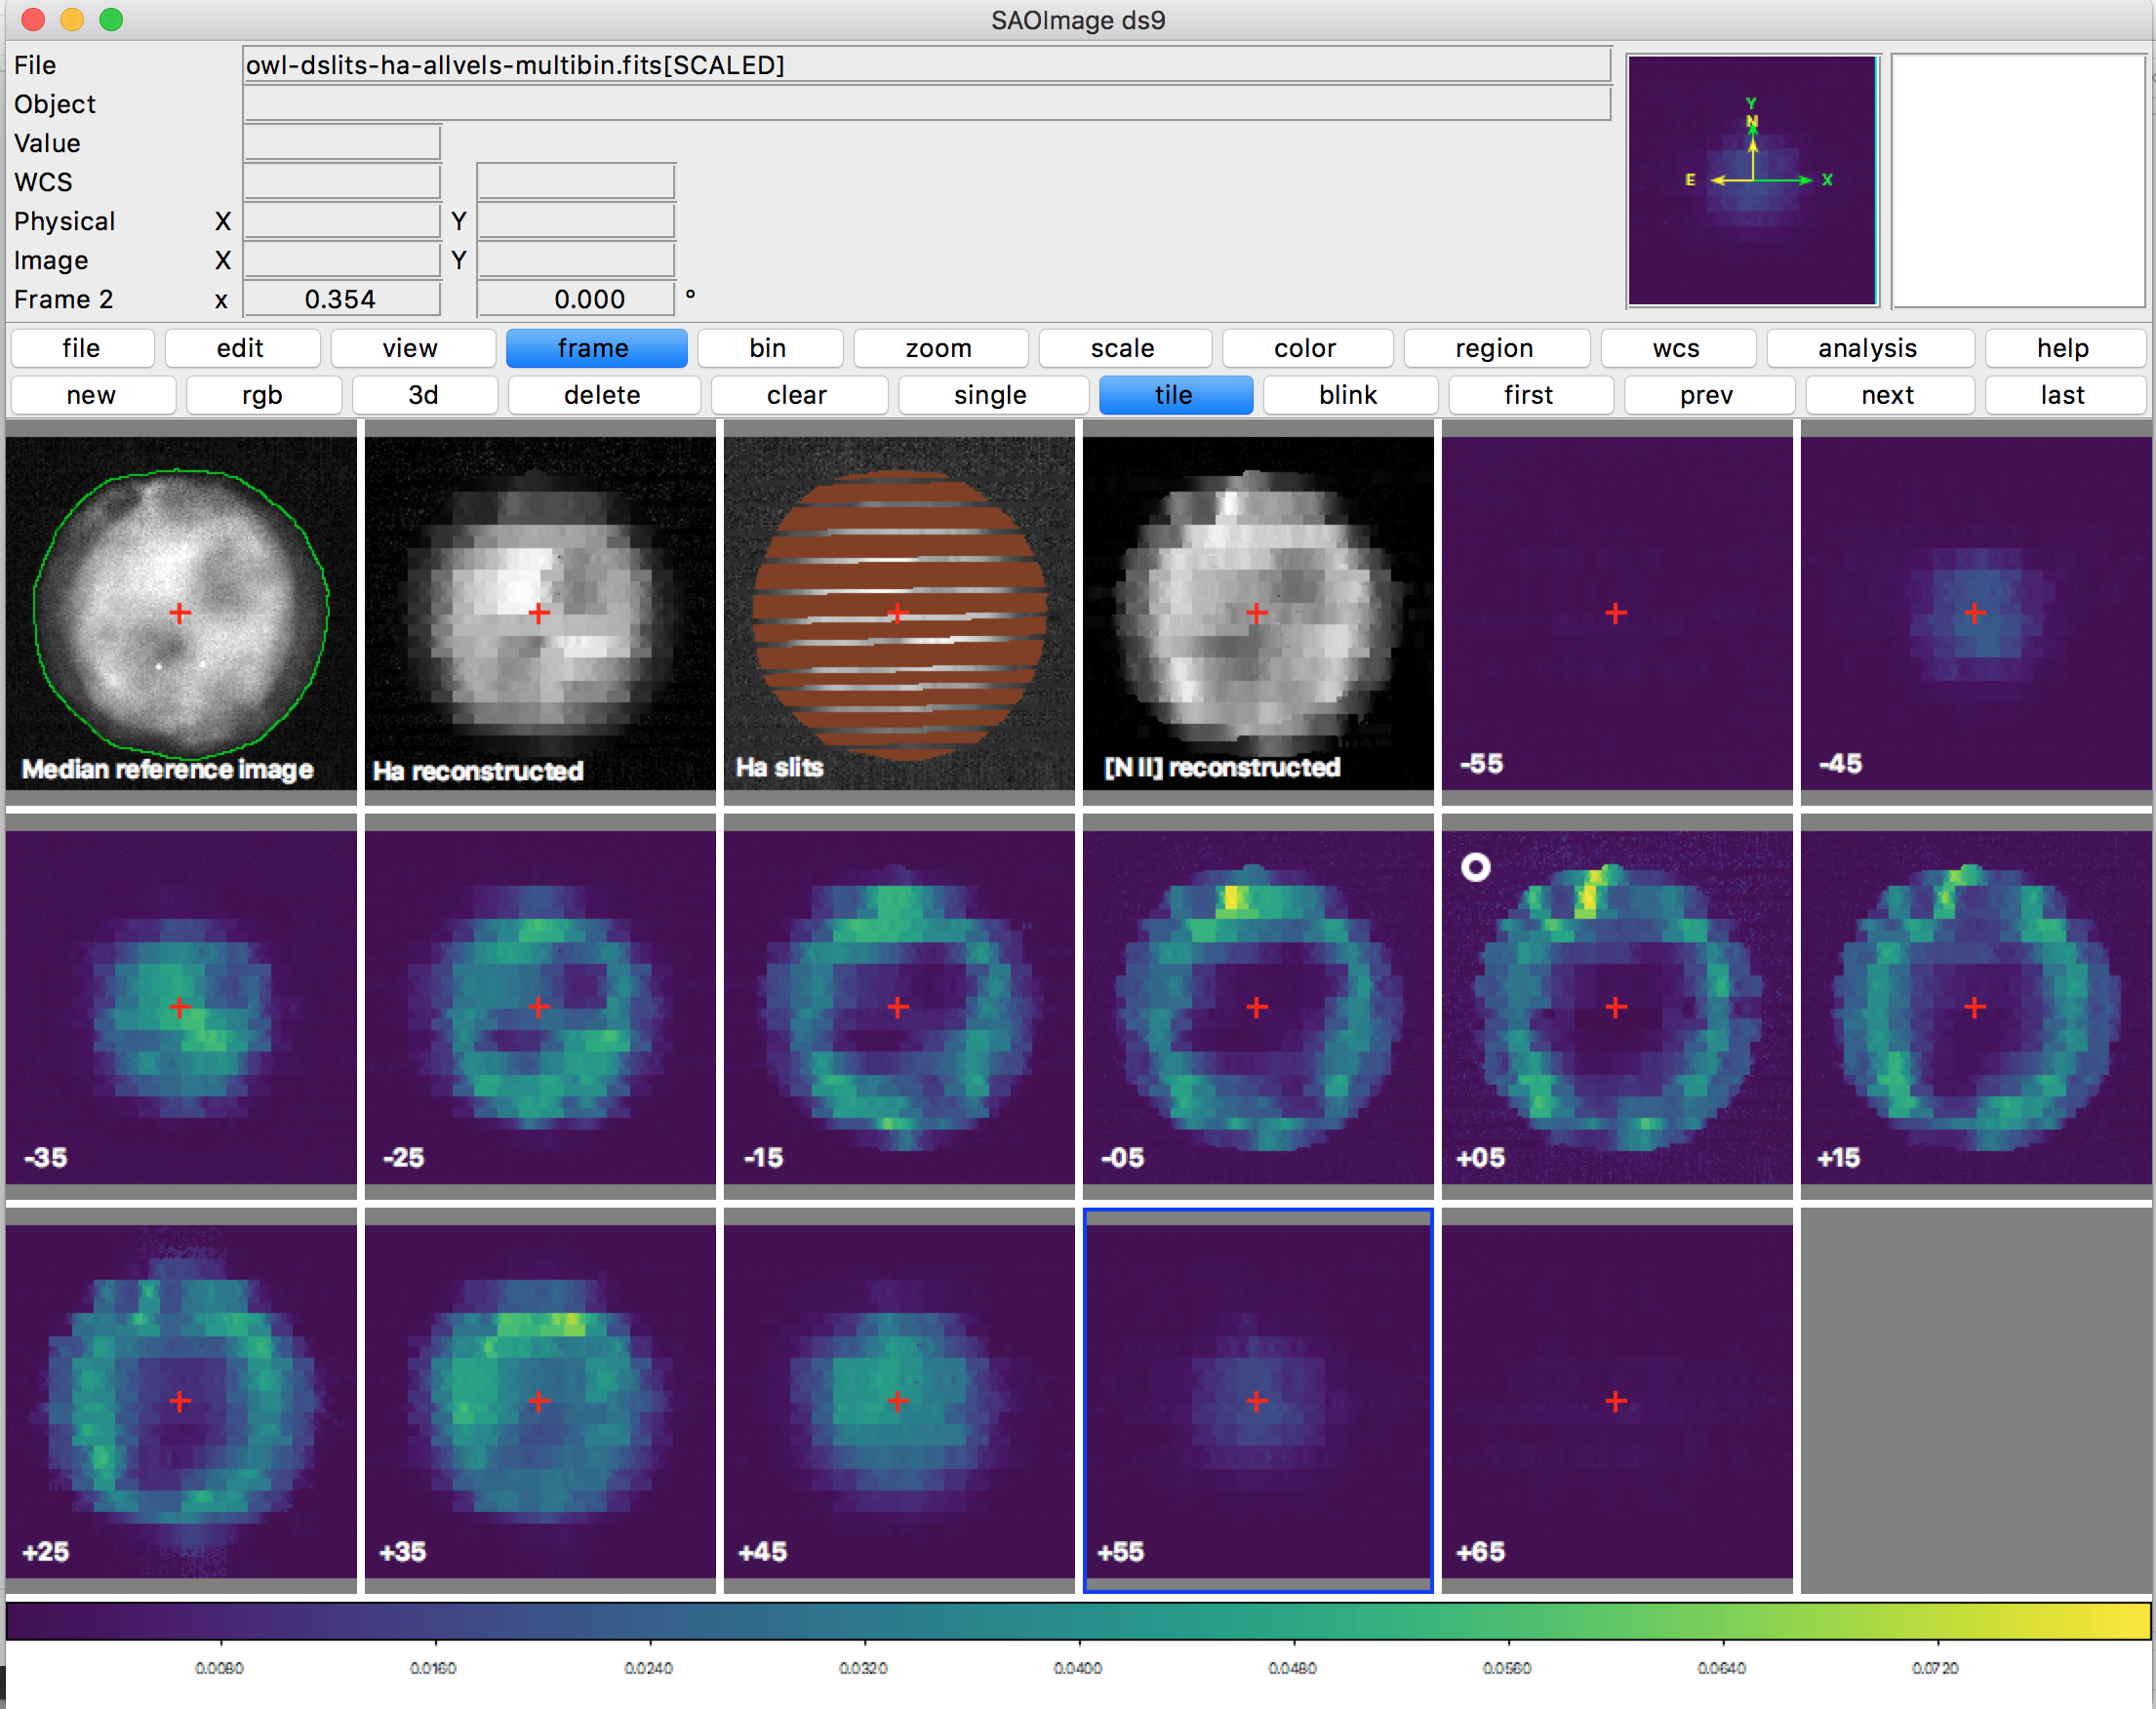 SAOImage ds9
File owl-dslits-ha-allvels-multibin.fits[SCALED]
Object
Value
WCS
Physical X Y
Image X Y
Frame 2 x 0.354 0.000 °
Y
N
E X
file edit view frame bin zoom scale color region wcs analysis help
new rgb 3d delete clear single tile blink first prev next last
Median reference image
Ha reconstructed
Ha slits
[N II] reconstructed
-55
-45
-35
-25
-15
-05
+05
+15
+25
+35
+45
+55
+65
0.0080 0.0160 0.0240 0.0320 0.0400 0.0480 0.0560 0.0640 0.0720